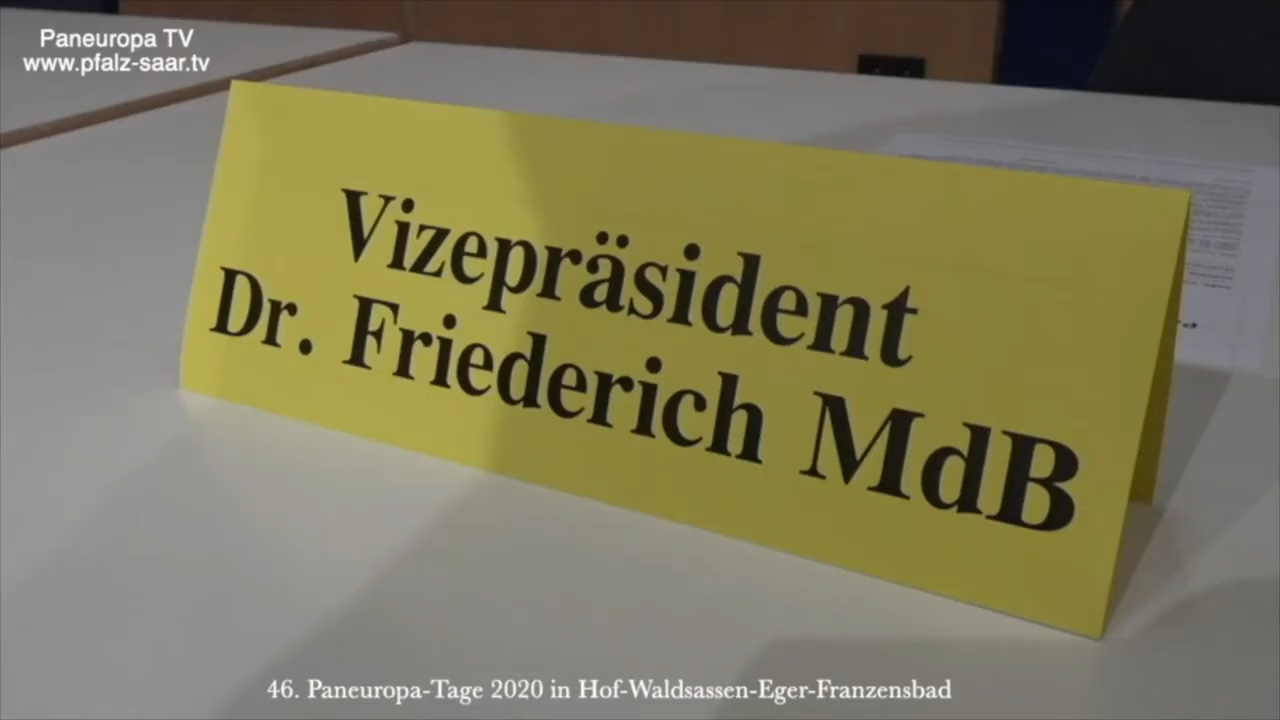 Paneuropa TV
www.pfalz-saar.tv
Vizepräsident
Dr. Friederich MdB
46. Paneuropa-Tage 2020 in Hof-Waldsassen-Eger-Franzensbad